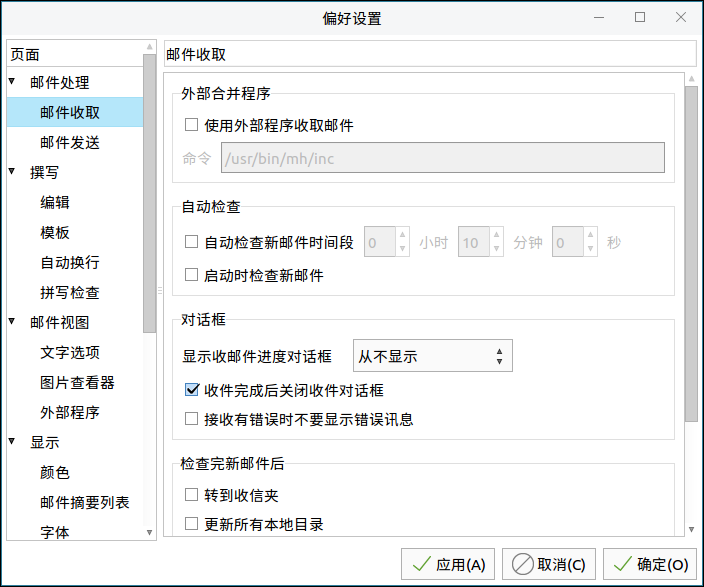 偏好设置
页面
邮件处理
邮件收取
邮件发送
撰写
编辑
模板
自动换行
拼写检查
邮件视图
文字选项
图片查看器
外部程序
显示
颜色
邮件摘要列表
字体
邮件收取
外部合并程序
使用外部程序收取邮件
命令 /usr/bin/mh/inc
自动检查
自动检查新邮件时间段 0 小时 10 分钟 0 秒
启动时检查新邮件
对话框
显示收邮件进度对话框 从不显示
收件完成后关闭收件对话框
接收有错误时不要显示错误讯息
检查完新邮件后
转到收信夹
更新所有本地目录
应用(A) 取消(C) 确定(O)